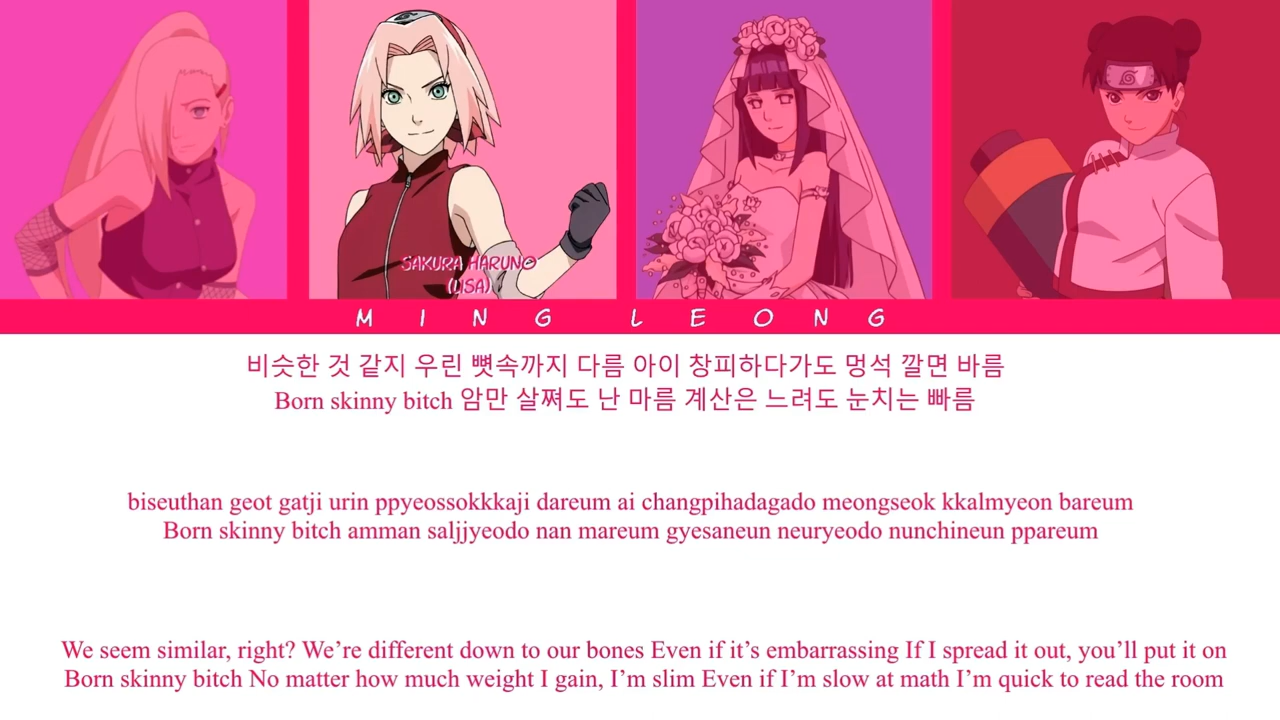 SAKURA HARUNO
(LISA)
MING LEONG
비슷한 것 같지 우린 뼛속까지 다름 아이 창피하다가도 멍석 깔면 바름
Born skinny bitch 암만 살쪄도 난 마름 계산은 느려도 눈치는 빠름
biseuthan geot gatji urin ppyeossokkkaji dareum ai changpihadagado meongseok kkalmyeon bareum
Born skinny bitch amman saljjyeodo nan mareum gyesaneun neuryeodo nunchineun ppareum
We seem similar, right? We’re different down to our bones Even if it’s embarrassing If I spread it out, you’ll put it on
Born skinny bitch No matter how much weight I gain, I’m slim Even if I’m slow at math I’m quick to read the room